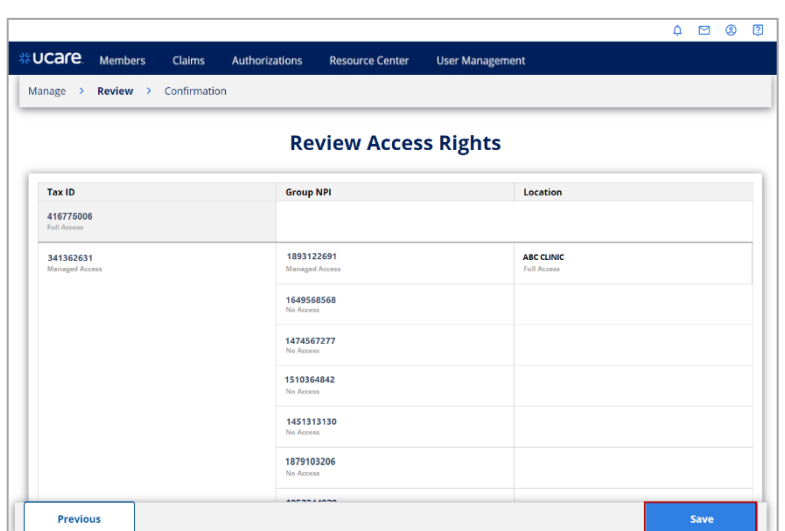 ucare Members Claims Authorizations Resource Center User Management
Manage > Review > Confirmation
Review Access Rights
Tax ID Group NPI Location
416775006
Full Access
341362631 1893122691 ABC CLINIC
Managed Access Managed Access Full Access
1649568568
No Access
1474567277
No Access
1510364842
No Access
1451313130
No Access
1879103206
No Access
Previous Save